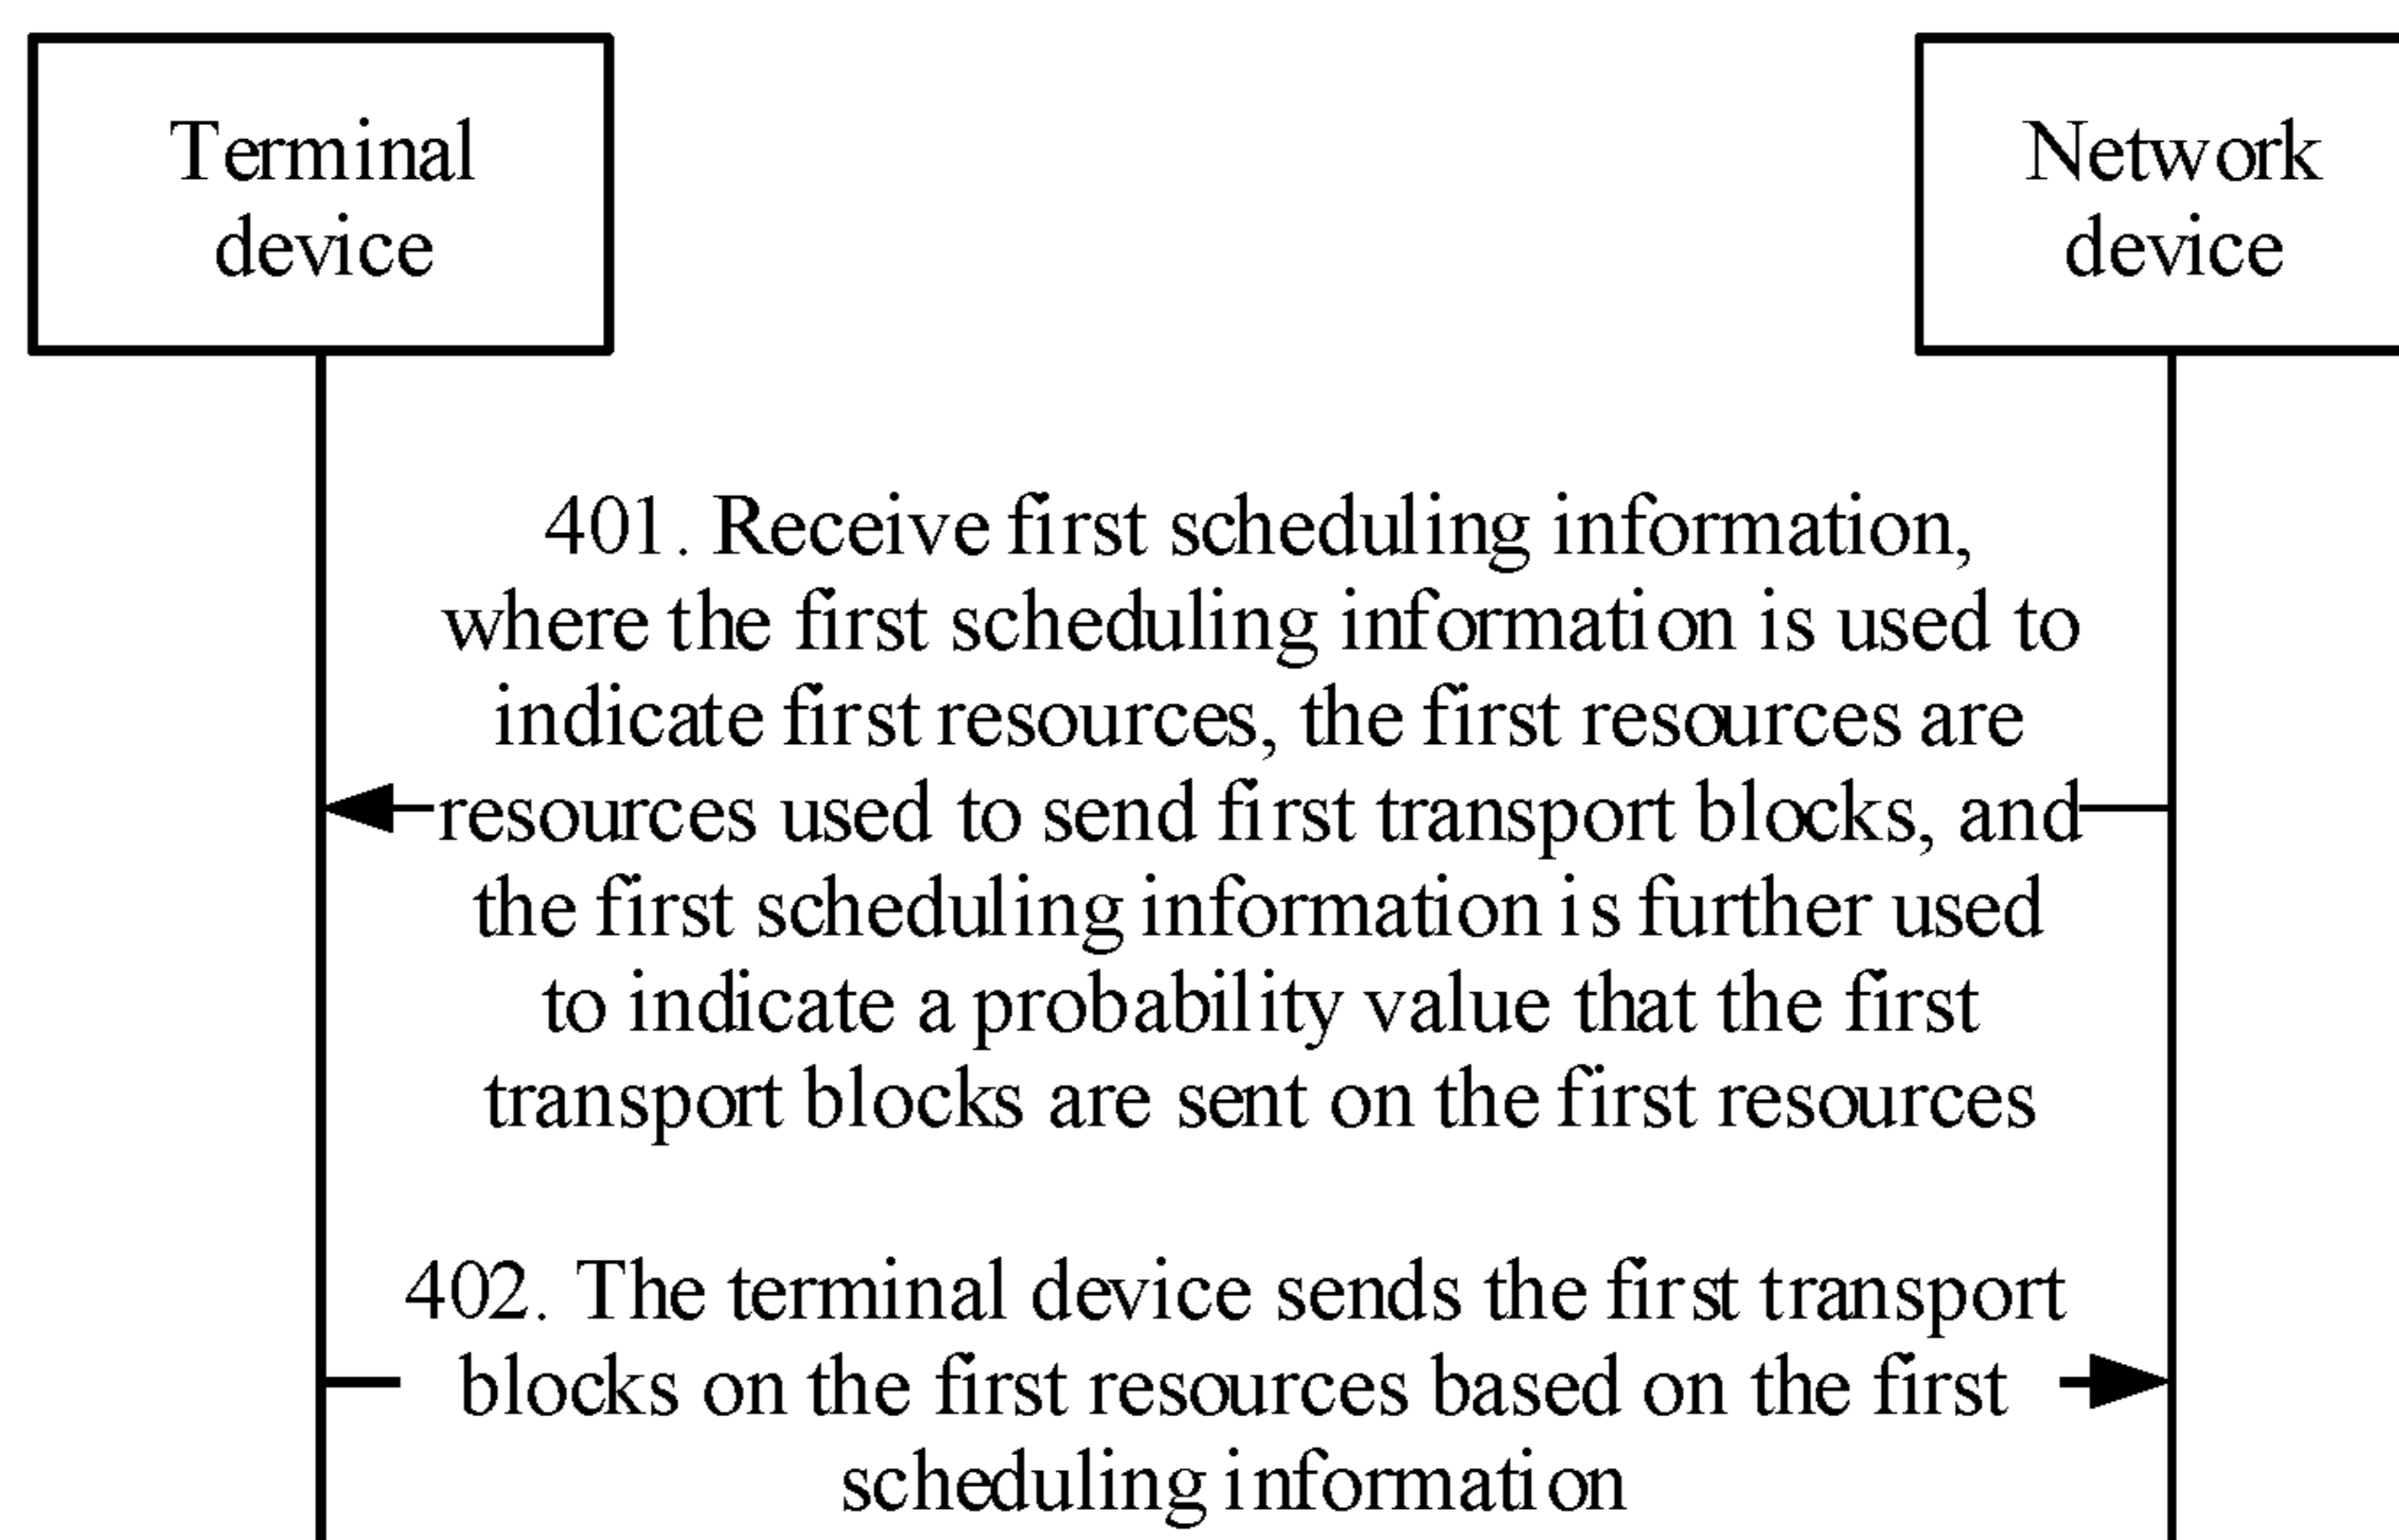 Terminal
device
Network
device
401. Receive first scheduling information,
where the first scheduling information is used to
indicate first resources, the first resources are
resources used to send first transport blocks, and
the first scheduling information is further used
to indicate a probability value that the first
transport blocks are sent on the first resources
402. The terminal device sends the first transport
blocks on the first resources based on the first
scheduling information